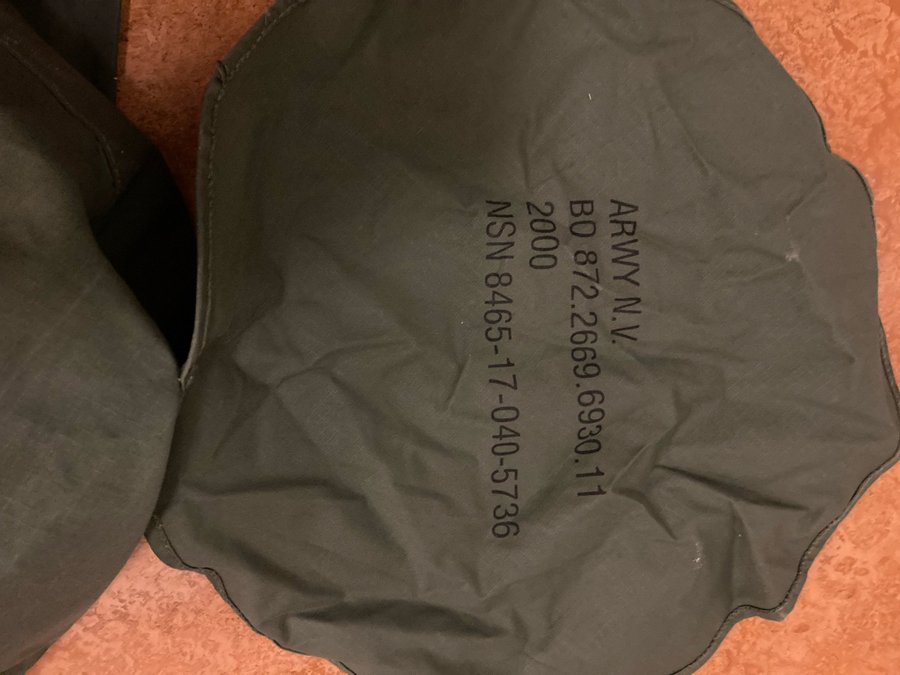 ARWY N.V.
BO 872.2669.6930.11
2000
NSN 8465-17-040-5736